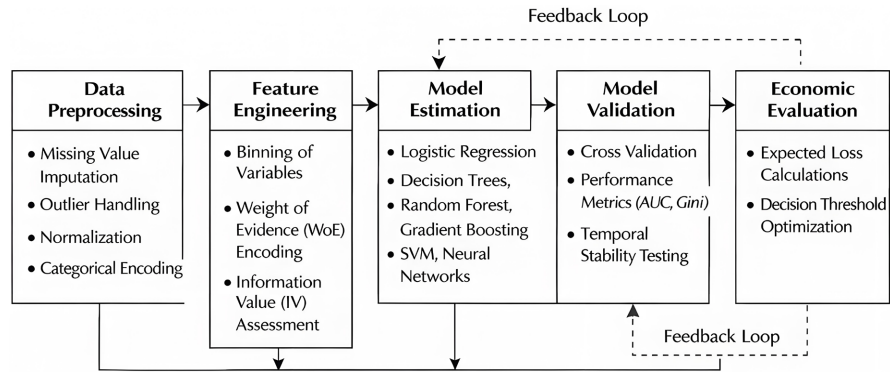 Feedback Loop
Data
Preprocessing
• Missing Value
Imputation
• Outlier Handling
• Normalization
• Categorical Encoding
Feature
Engineering
• Binning of
Variables
• Weight of
Evidence (WoE)
Encoding
• Information
Value (IV)
Assessment
Model
Estimation
• Logistic Regression
• Decision Trees,
• Random Forest,
Gradient Boosting
• SVM, Neural
Networks
Model
Validation
• Cross Validation
• Performance
Metrics (AUC, Gini)
• Temporal
Stability Testing
Economic
Evaluation
• Expected Loss
Calculations
• Decision Threshold
Optimization
Feedback Loop